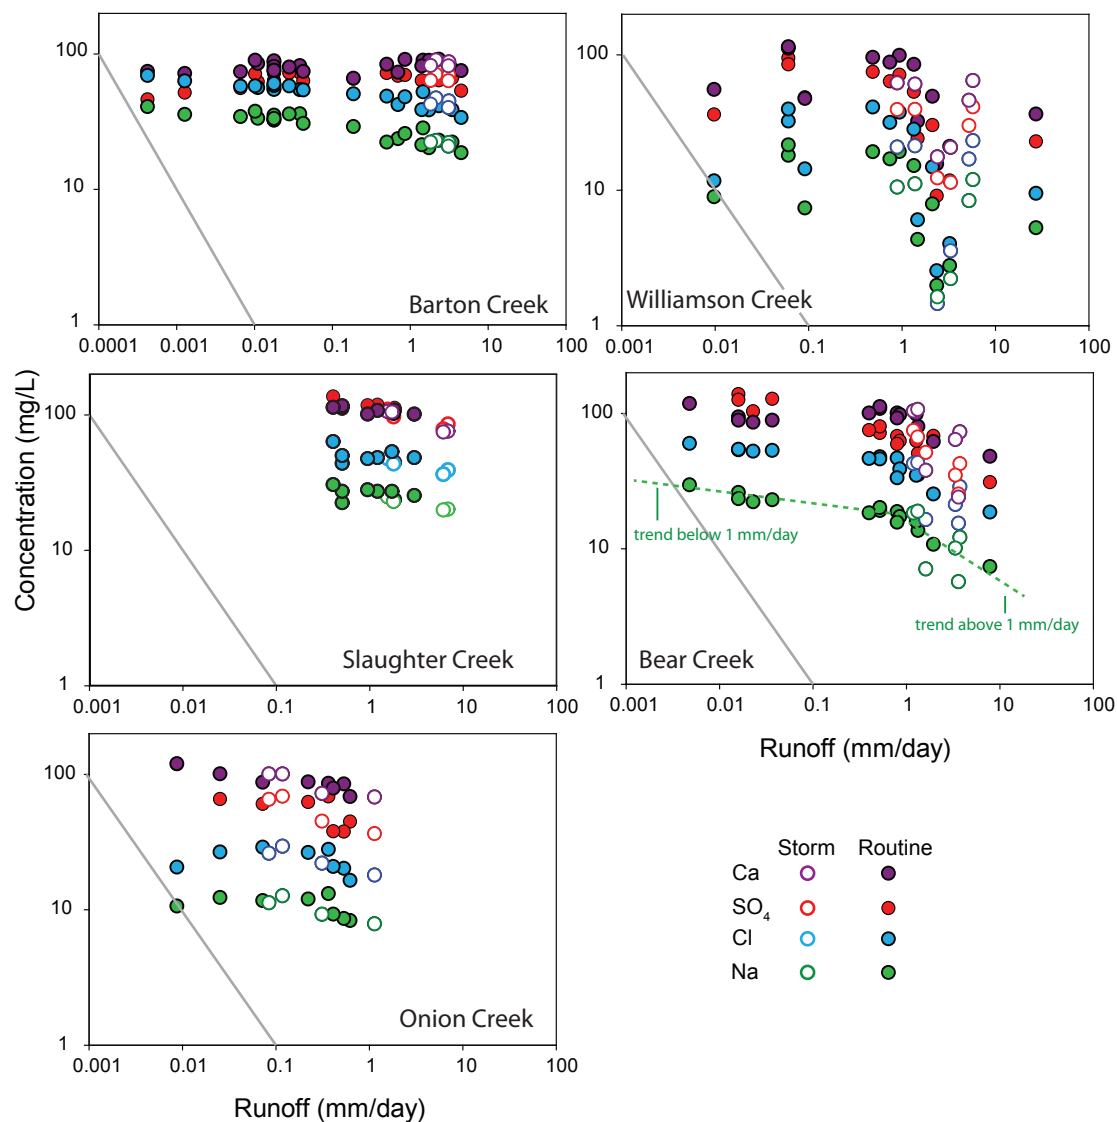 100
10
1
0.0001 0.001 0.01 0.1 1 10 100
Barton Creek
100
10
1
0.001 0.01 0.1 1 10 100
Williamson Creek
Concentration (mg/L)
100
10
1
0.001 0.01 0.1 1 10 100
Slaughter Creek
100
10
1
0.001 0.01 0.1 1 10 100
trend below 1 mm/day
trend above 1 mm/day
Bear Creek
Runoff (mm/day)
100
10
1
0.001 0.01 0.1 1 10 100
Onion Creek
Runoff (mm/day)
Storm Routine
Ca
SO4
Cl
Na